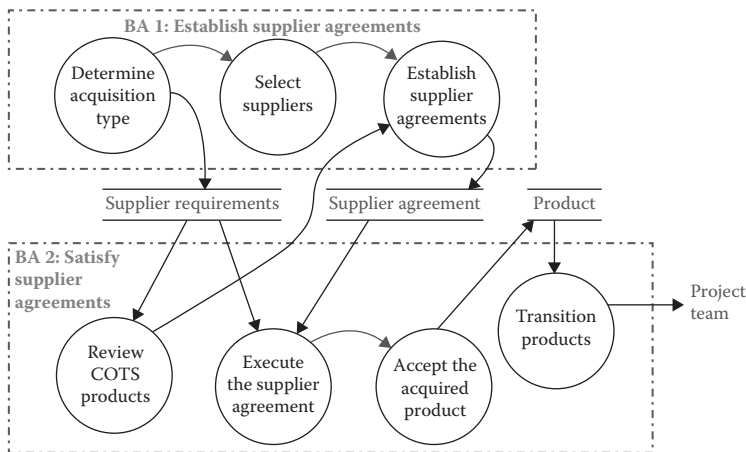 BA 1: Establish supplier agreements
Determine
acquisition
type
Select
suppliers
Establish
supplier
agreements
Supplier requirements
Supplier agreement
Product
BA 2: Satisfy
supplier
agreements
Review
COTS
products
Execute
the supplier
agreement
Accept the
acquired
product
Transition
products
Project
team